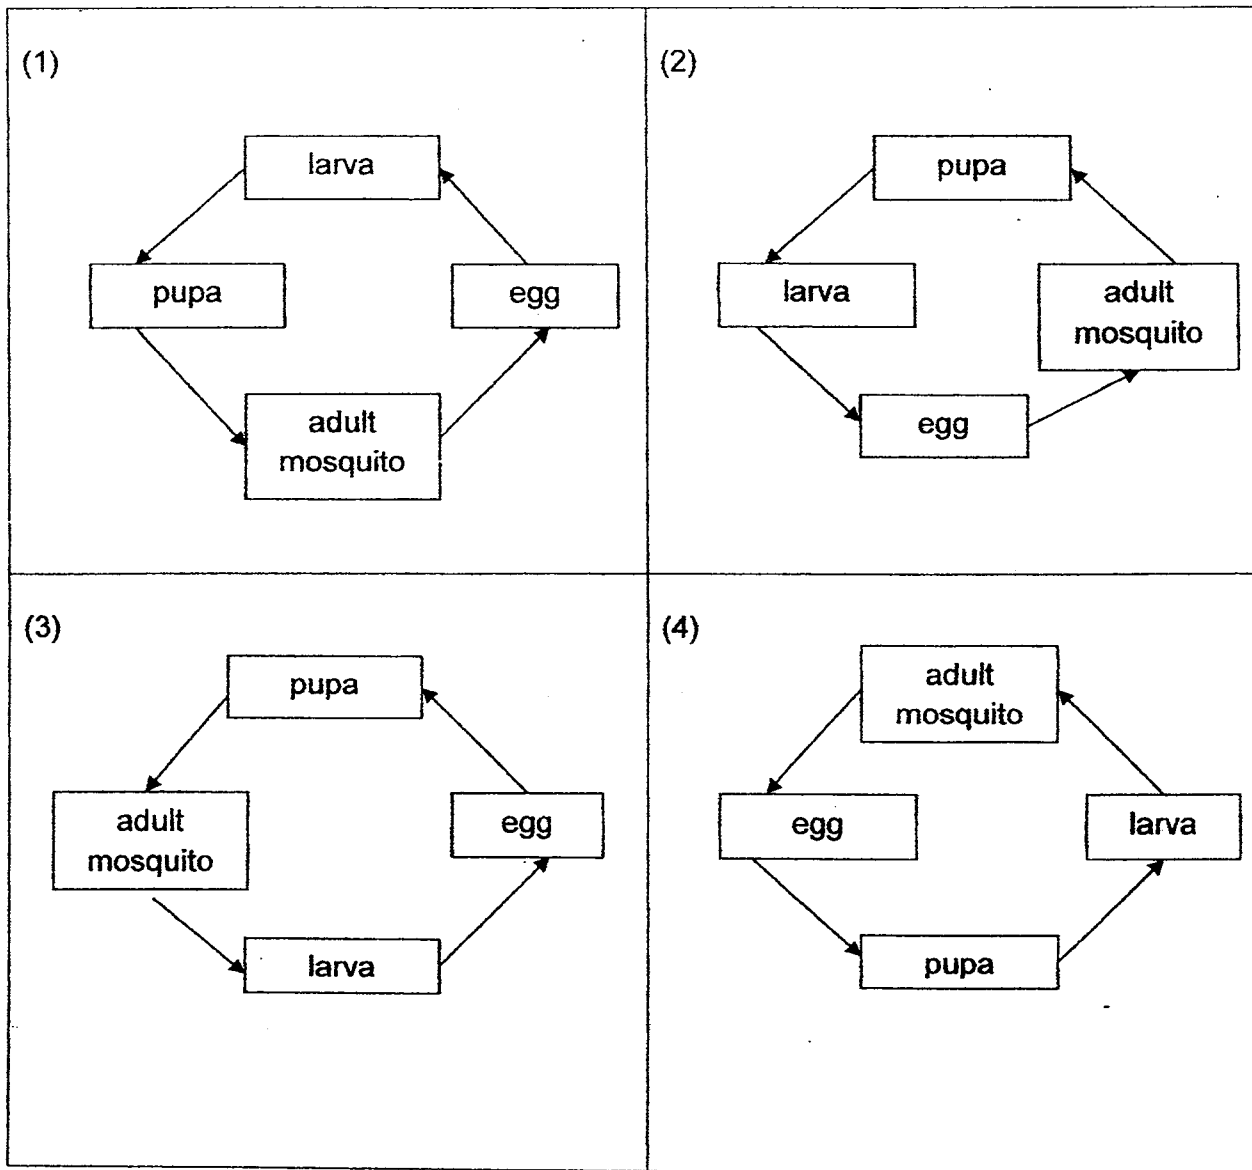 (1)
larva
pupa
egg
adult
mosquito
(2)
pupa
larva
adult
mosquito
egg
(3)
pupa
adult
mosquito
egg
larva
(4)
adult
mosquito
egg
larva
pupa